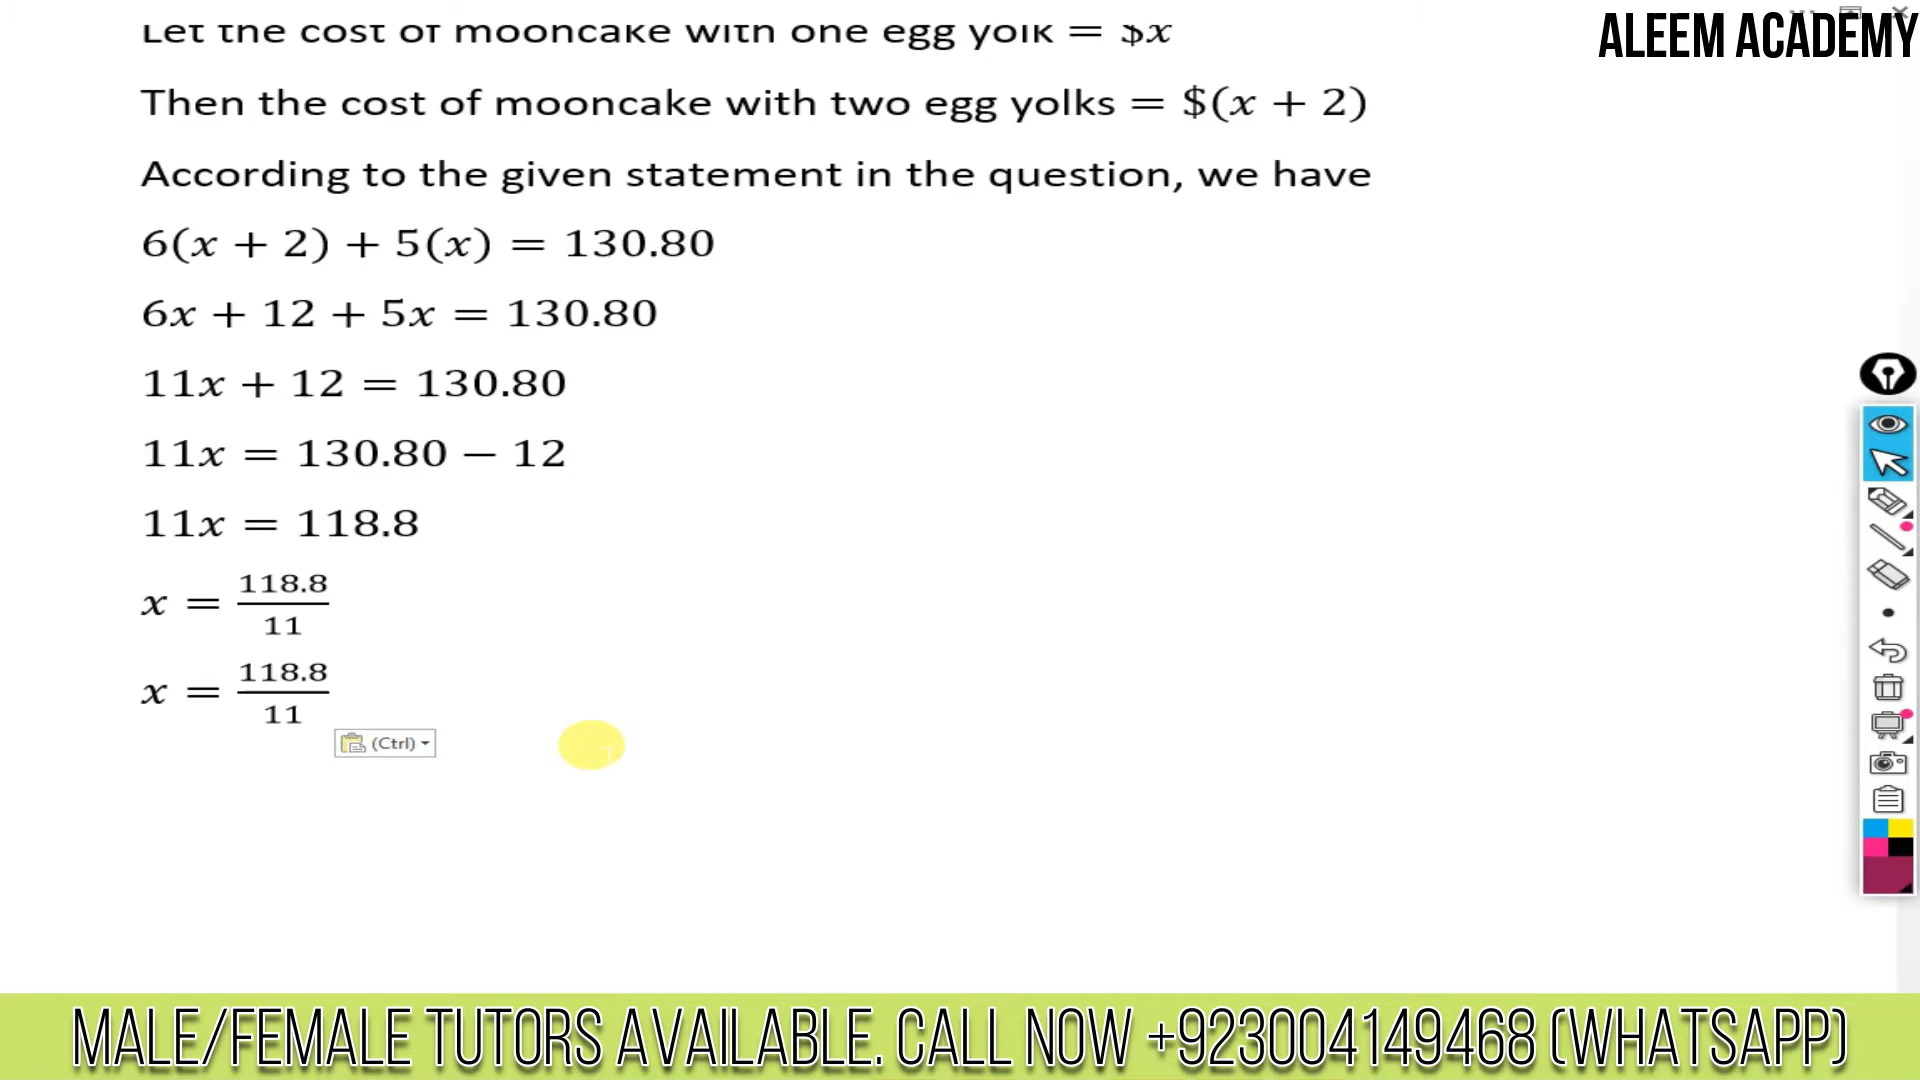 Let the cost of mooncake with one egg yolk = $x
ALEEM ACADEMY
Then the cost of mooncake with two egg yolks = $(x + 2)
According to the given statement in the question, we have
6(x + 2) + 5(x) = 130.80
6x + 12 + 5x = 130.80
11x + 12 = 130.80
11x = 130.80 − 12
11x = 118.8
x = 118.8/11
x = 118.8/11
(Ctrl)
MALE/FEMALE TUTORS AVAILABLE. CALL NOW +923004149468 (WHATSAPP)